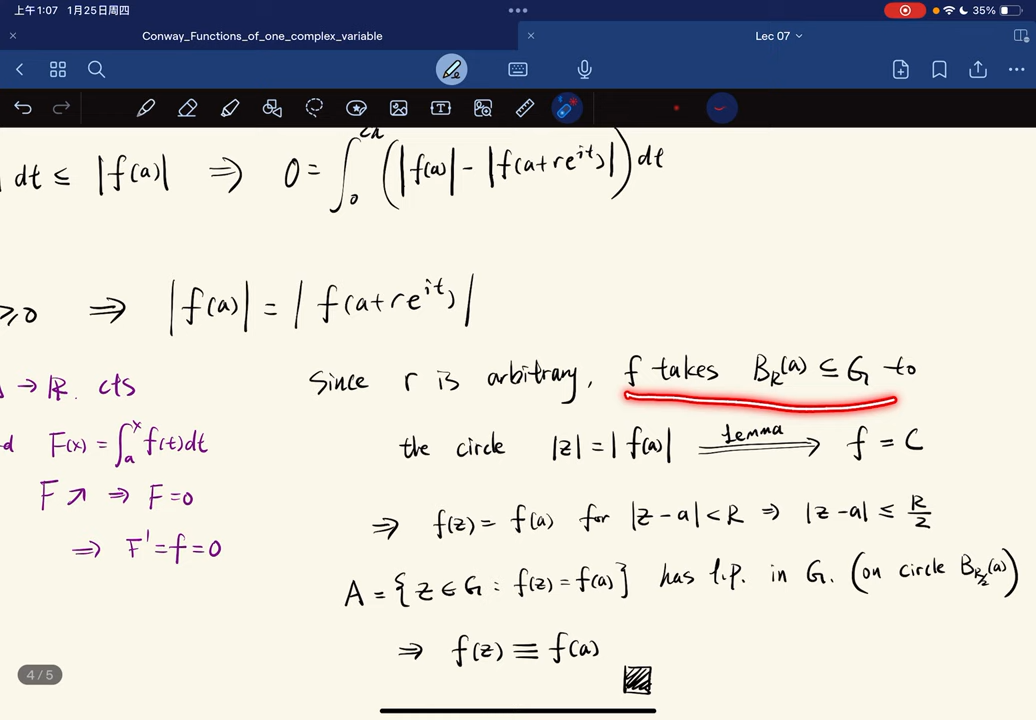 上午1:07 1月25日周四
35%
Conway_Functions_of_one_complex_variable
Lec 07
dt ≤ |f(a)| ⇒ 0 = ∫₀^{2π} (|f(a)| - |f(a+re^{it})|) dt
≥0 ⇒ |f(a)| = |f(a+re^{it})|
→ ℝ. cts
Since r is arbitrary, f takes B_R(a) ⊆ G to
F(x) = ∫_a^x f(t)dt
the circle |z| = |f(a)| ⟹ lemma f = C
F ↗ ⇒ F=0
⇒ f(z) = f(a) for |z-a| < R ⇒ |z-a| ≤ R/2
⇒ F' = f = 0
A = {z ∈ G : f(z) = f(a)} has l.p. in G. (on circle B_{R/2}(a))
⇒ f(z) ≡ f(a)
4 / 5